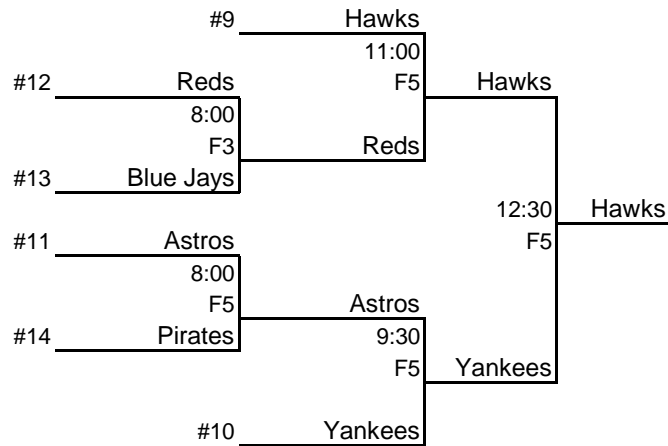 #9 Hawks
11:00
#12 Reds F5 Hawks
8:00
F3 Reds
#13 Blue Jays
12:30 Hawks
#11 Astros F5
8:00
F5 Astros
#14 Pirates 9:30
F5 Yankees
#10 Yankees